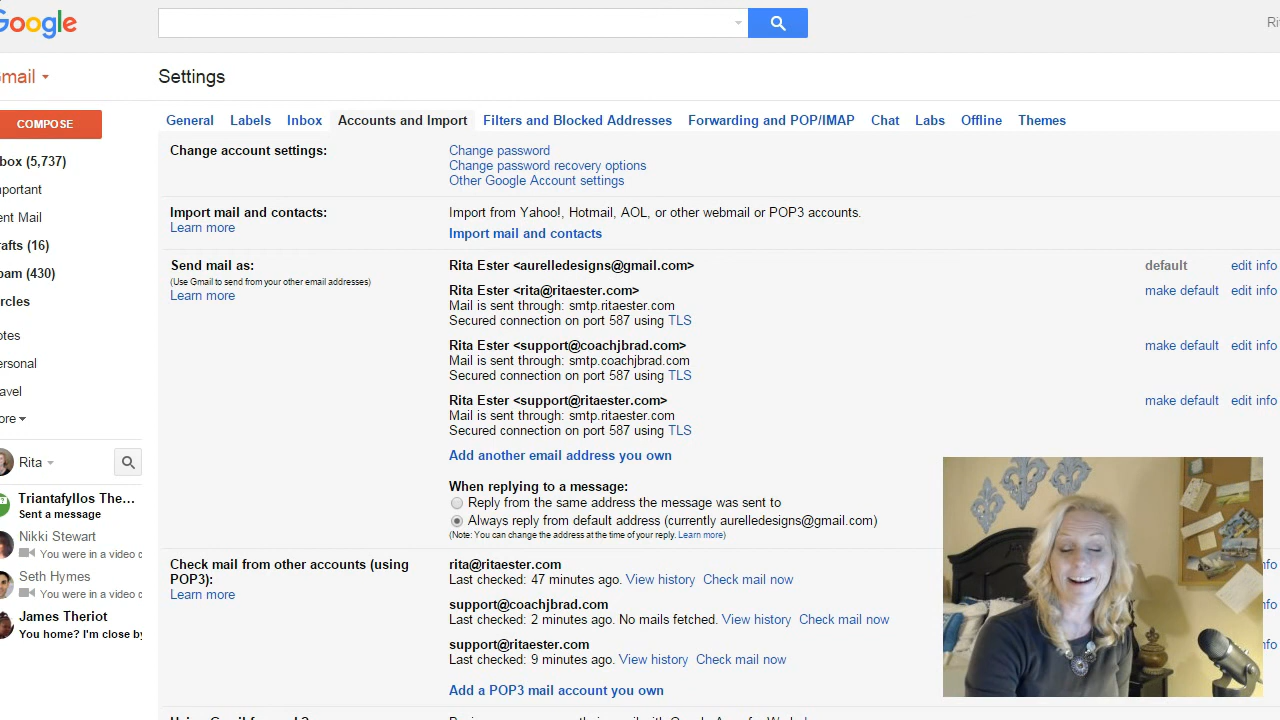 Google
Ri
Gmail
Settings
COMPOSE
General Labels Inbox Accounts and Import Filters and Blocked Addresses Forwarding and POP/IMAP Chat Labs Offline Themes
box (5,737)
Change account settings:
Change password
Change password recovery options
Other Google Account settings
mportant
ent Mail
Import mail and contacts:
Import from Yahoo!, Hotmail, AOL, or other webmail or POP3 accounts.
Learn more
Import mail and contacts
rafts (16)
Send mail as:
Rita Ester <aurelledesigns@gmail.com>
default edit info
pam (430)
(Use Gmail to send from your other email addresses)
Learn more
Rita Ester <rita@ritaester.com>
make default edit info
ircles
Mail is sent through: smtp.ritaester.com
Secured connection on port 587 using TLS
otes
Rita Ester <support@coachjbrad.com>
make default edit info
ersonal
Mail is sent through: smtp.coachjbrad.com
Secured connection on port 587 using TLS
avel
Rita Ester <support@ritaester.com>
make default edit info
ore
Mail is sent through: smtp.ritaester.com
Secured connection on port 587 using TLS
Add another email address you own
Rita
When replying to a message:
Reply from the same address the message was sent to
Always reply from default address (currently aurelledesigns@gmail.com)
(Note: You can change the address at the time of your reply. Learn more)
Triantafyllos The...
Sent a message
Nikki Stewart
You were in a video c
Seth Hymes
You were in a video c
James Theriot
You home? I'm close by
Check mail from other accounts (using
POP3):
Learn more
rita@ritaester.com
nfo
Last checked: 47 minutes ago. View history Check mail now
support@coachjbrad.com
nfo
Last checked: 2 minutes ago. No mails fetched. View history Check mail now
support@ritaester.com
nfo
Last checked: 9 minutes ago. View history Check mail now
Add a POP3 mail account you own